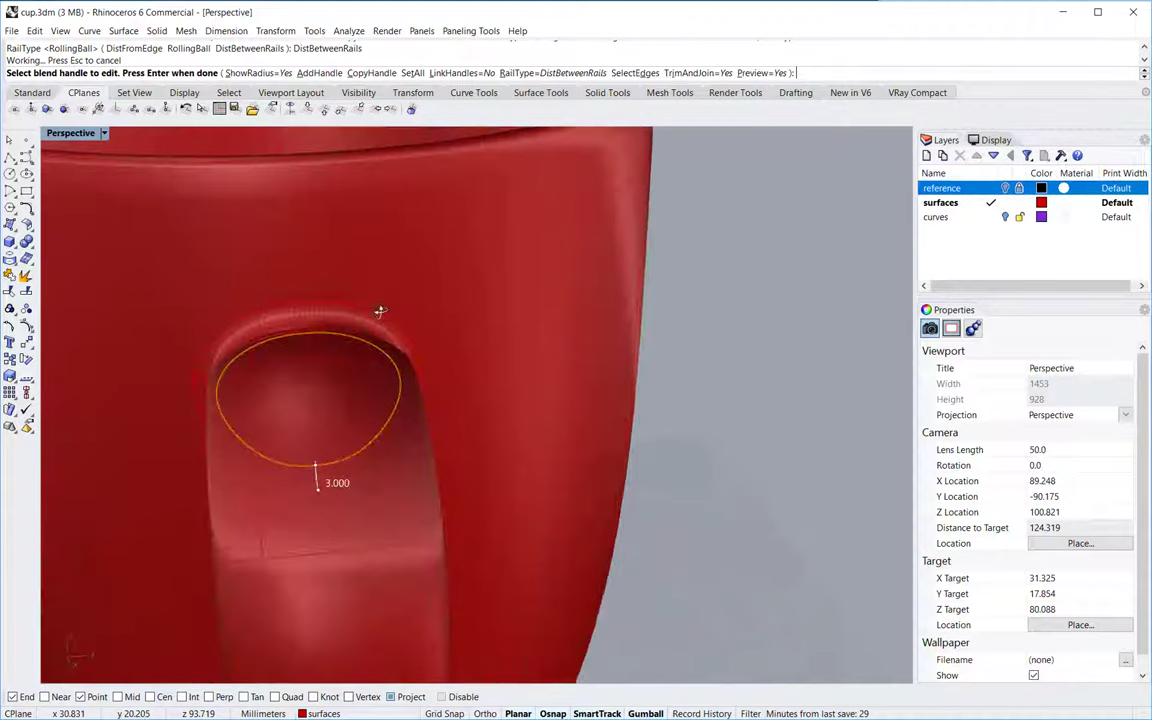 cup.3dm (3 MB) - Rhinoceros 6 Commercial - [Perspective]
File Edit View Curve Surface Solid Mesh Dimension Transform Tools Analyze Render Panels Paneling Tools Help
RailType <RollingBall> ( DistFromEdge RollingBall DistBetweenRails ): DistBetweenRails
Working... Press Esc to cancel
Select blend handle to edit. Press Enter when done ( ShowRadius=Yes AddHandle CopyHandle SetAll LinkHandles=No RailType=DistBetweenRails SelectEdges TrimAndJoin=Yes Preview=Yes ):
Standard CPlanes Set View Display Select Viewport Layout Visibility Transform Curve Tools Surface Tools Solid Tools Mesh Tools Render Tools Drafting New in V6 VRay Compact
Perspective
3.000
Layers Display
Name Color Material Print Width
reference Default
surfaces Default
curves Default
Properties
Viewport
Title Perspective
Width 1453
Height 928
Projection Perspective
Camera
Lens Length 50.0
Rotation 0.0
X Location 89.248
Y Location -90.175
Z Location 100.821
Distance to Target 124.319
Location Place...
Target
X Target 31.325
Y Target 17.854
Z Target 80.088
Location Place...
Wallpaper
Filename (none)
Show
End Near Point Mid Cen Int Perp Tan Quad Knot Vertex Project Disable
CPlane x 30.831 y 20.205 z 93.719 Millimeters surfaces Grid Snap Ortho Planar Osnap SmartTrack Gumball Record History Filter Minutes from last save: 29